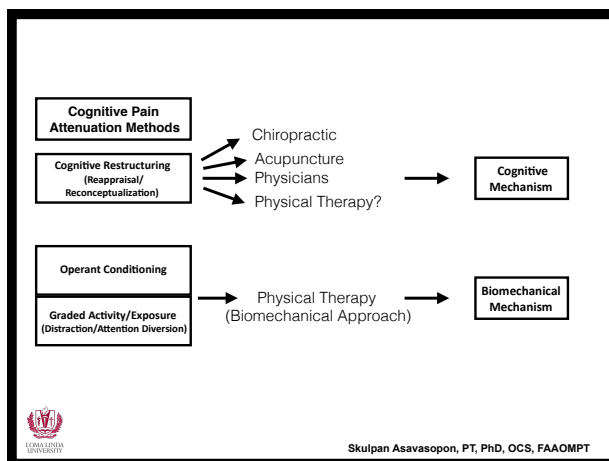 Cognitive Pain
Attenuation Methods
Cognitive Restructuring
(Reappraisal/
Reconceptualization)
Chiropractic
Acupuncture
Physicians
Physical Therapy?
Cognitive
Mechanism
Operant Conditioning
Graded Activity/Exposure
(Distraction/Attention Diversion)
Physical Therapy
(Biomechanical Approach)
Biomechanical
Mechanism
LOMA LINDA
UNIVERSITY
Skulpan Asavasopon, PT, PhD, OCS, FAAOMPT